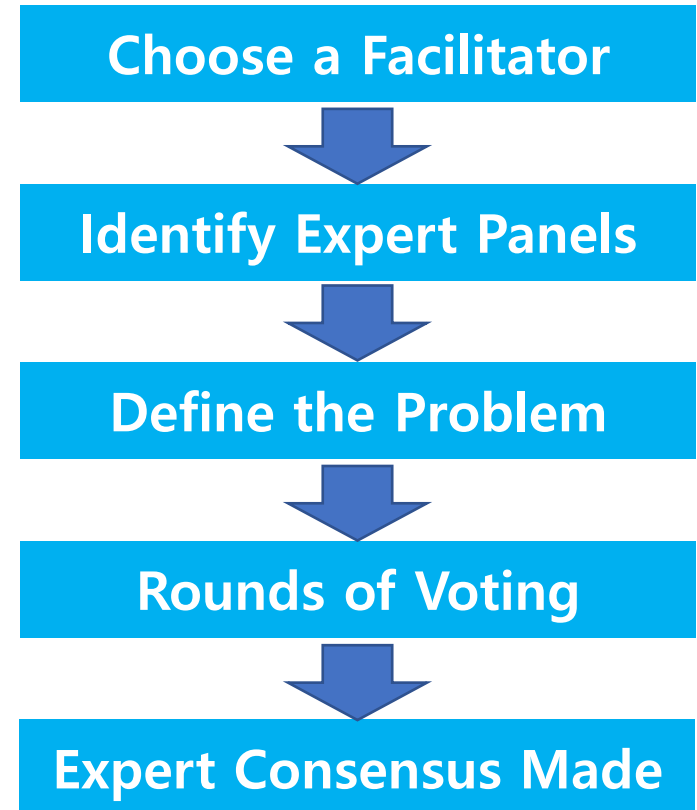 Choose a Facilitator
Identify Expert Panels
Define the Problem
Rounds of Voting
Expert Consensus Made